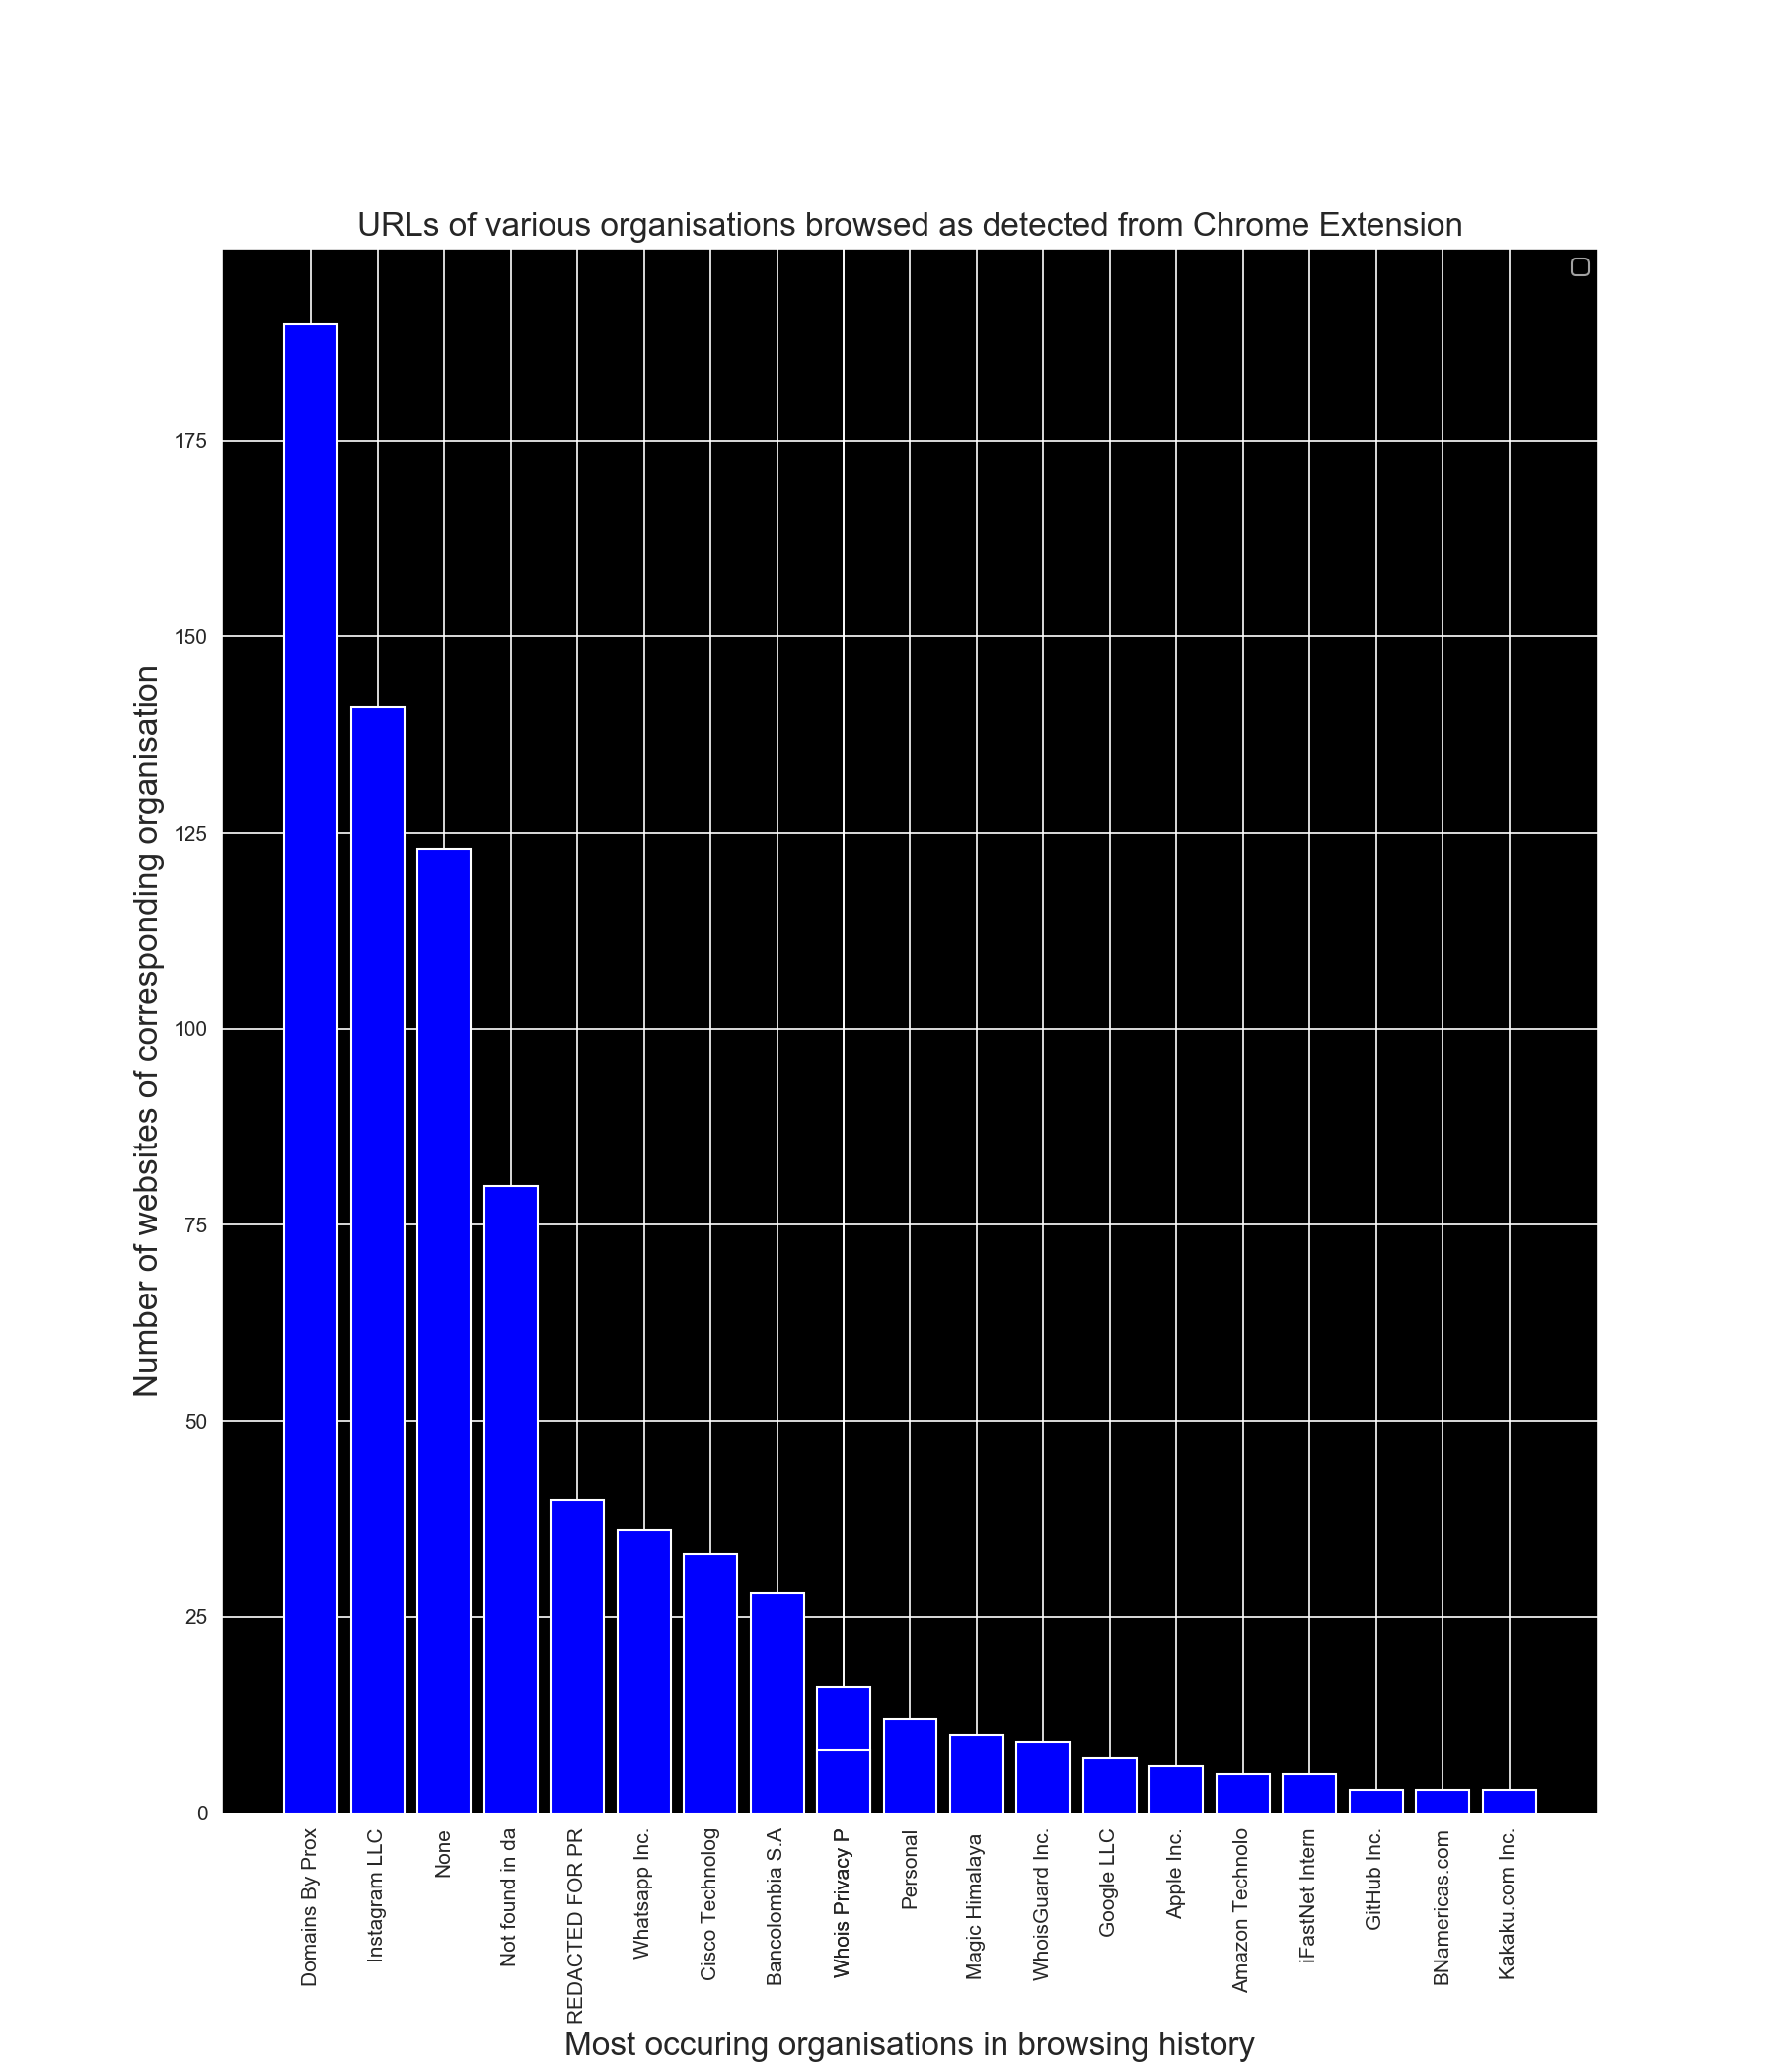 URLs of various organisations browsed as detected from Chrome Extension
Number of websites of corresponding organisation
175
150
125
100
75
50
25
0
Domains By Prox
Instagram LLC
None
Not found in da
REDACTED FOR PR
Whatsapp Inc.
Cisco Technolog
Bancolombia S.A
Whois Privacy P
Personal
Magic Himalaya
WhoisGuard Inc.
Google LLC
Apple Inc.
Amazon Technolo
iFastNet Intern
GitHub Inc.
BNamericas.com
Kakaku.com Inc.
Most occuring organisations in browsing history